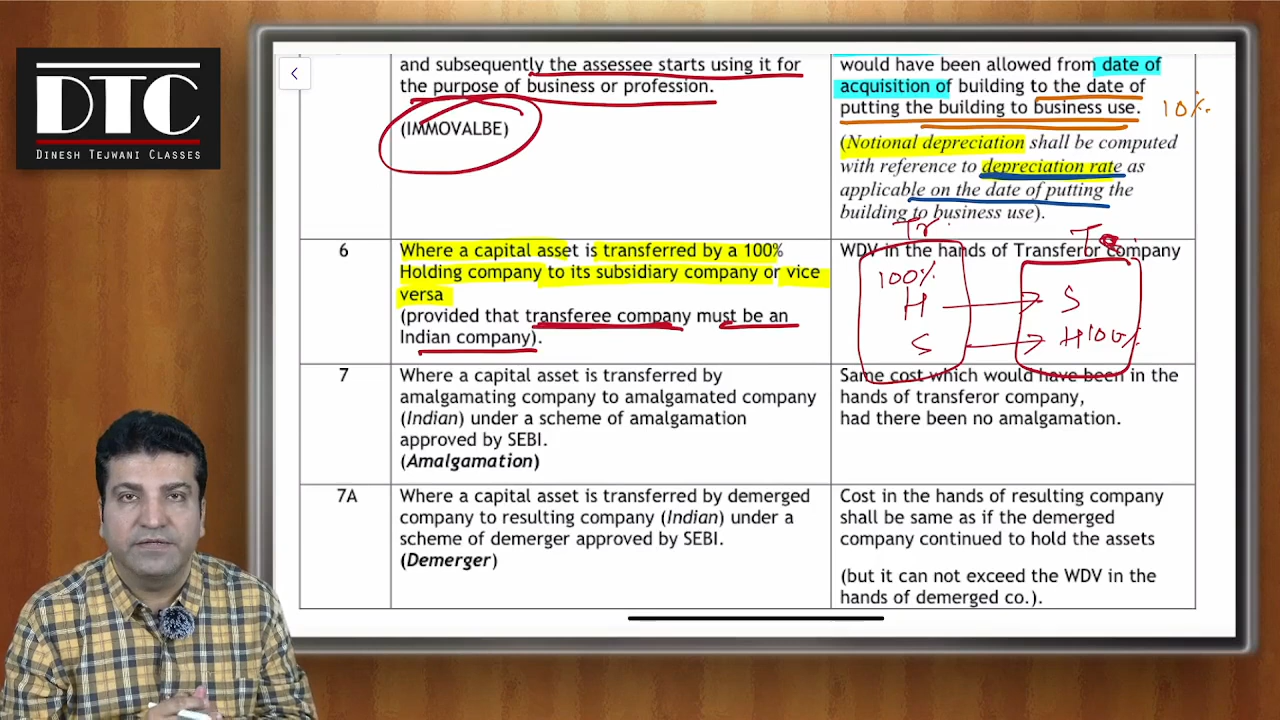 DTC
DINESH TEJWANI CLASSES
and subsequently the assessee starts using it for
the purpose of business or profession.
(IMMOVALBE)
would have been allowed from date of
acquisition of building to the date of
putting the building to business use.
10%
(Notional depreciation shall be computed
with reference to depreciation rate as
applicable on the date of putting the
building to business use).
6
Where a capital asset is transferred by a 100%
Holding company to its subsidiary company or vice
versa
(provided that transferee company must be an
Indian company).
Tr.
WDV in the hands of Transferor company
100%
H
S
S
H 100%
7
Where a capital asset is transferred by
amalgamating company to amalgamated company
(Indian) under a scheme of amalgamation
approved by SEBI.
(Amalgamation)
Same cost which would have been in the
hands of transferor company,
had there been no amalgamation.
7A
Where a capital asset is transferred by demerged
company to resulting company (Indian) under a
scheme of demerger approved by SEBI.
(Demerger)
Cost in the hands of resulting company
shall be same as if the demerged
company continued to hold the assets
(but it can not exceed the WDV in the
hands of demerged co.).